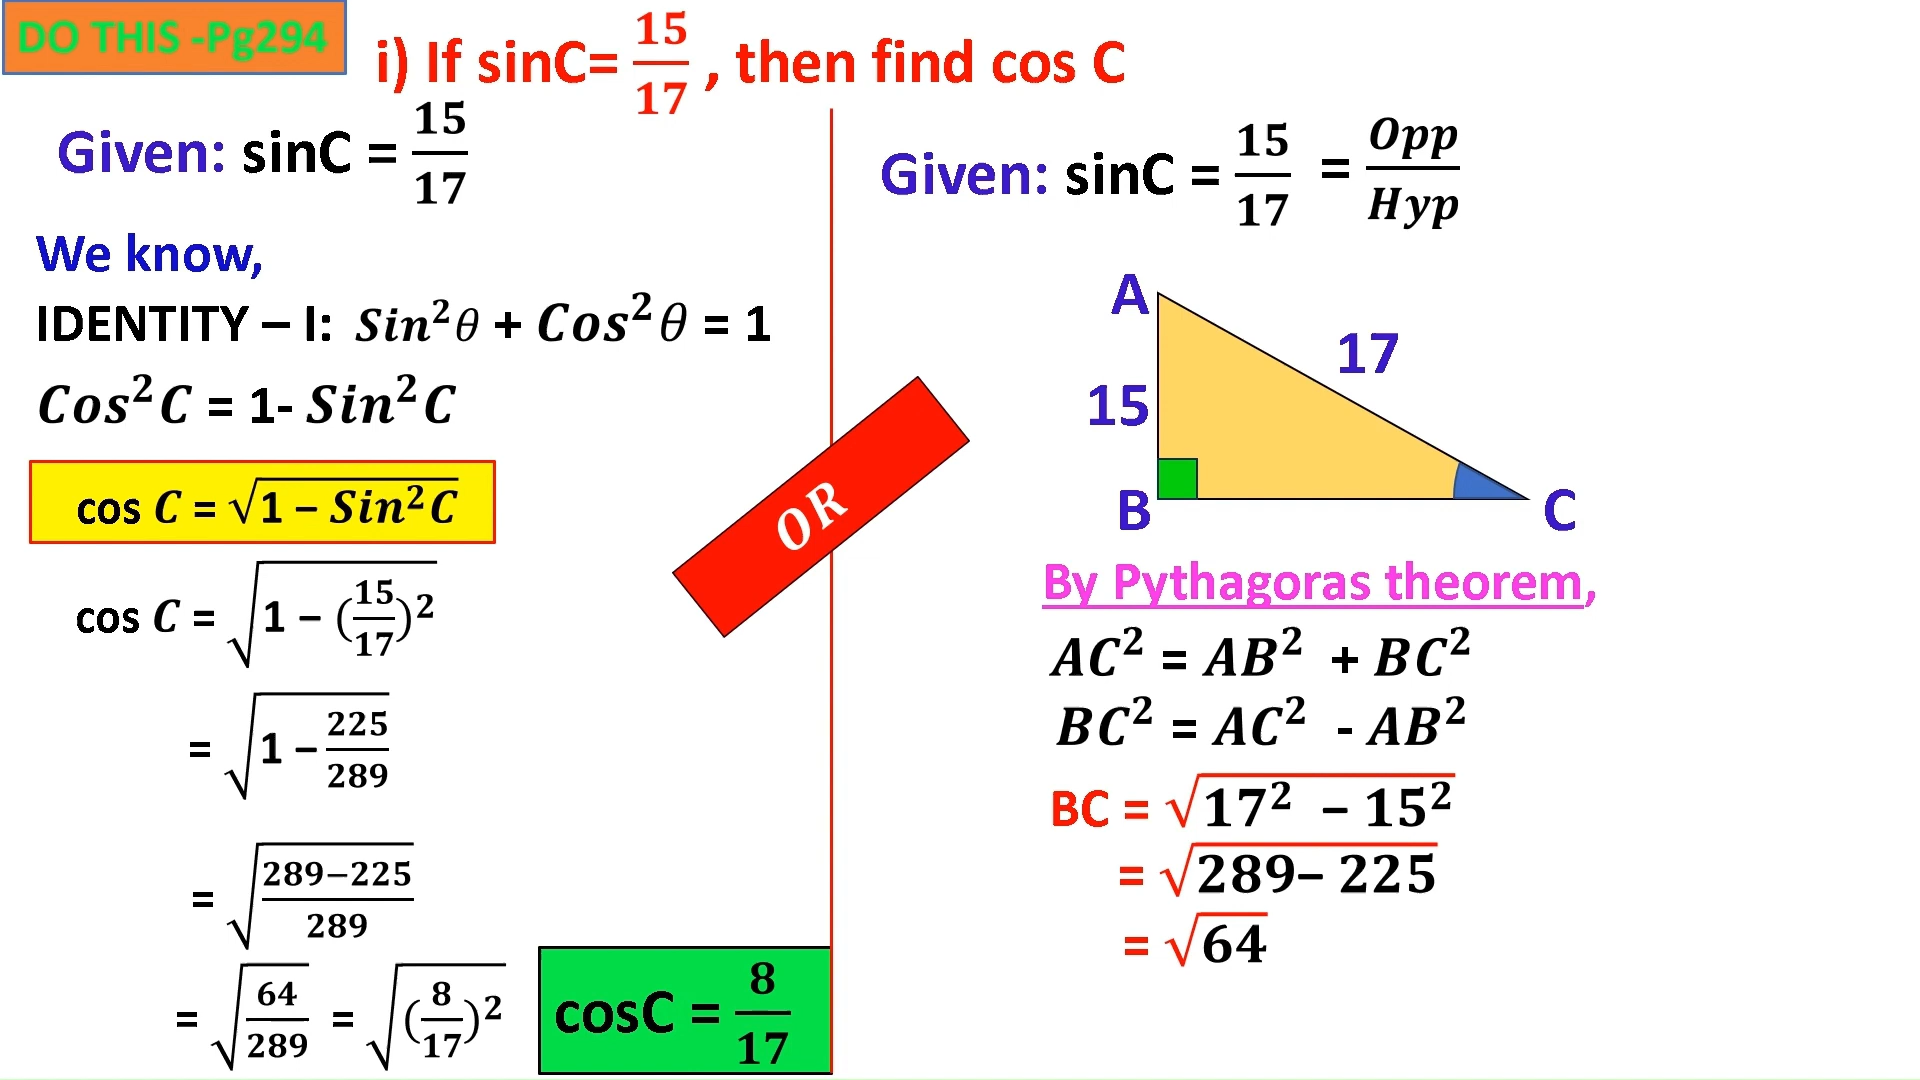 DO THIS -Pg294
i) If sinC= 15/17 , then find cos C
Given: sinC = 15/17
We know,
IDENTITY – I: Sin²θ + Cos²θ = 1
Cos²C = 1- Sin²C
cos C = √(1 – Sin²C)
cos C = √(1 – (15/17)²)
= √(1 – 225/289)
= √((289–225)/289)
= √(64/289) = √((8/17)²)
cosC = 8/17
OR
Given: sinC = 15/17 = Opp/Hyp
A
17
15
B
C
By Pythagoras theorem,
AC² = AB² + BC²
BC² = AC² - AB²
BC = √(17² – 15²)
= √(289– 225)
= √64